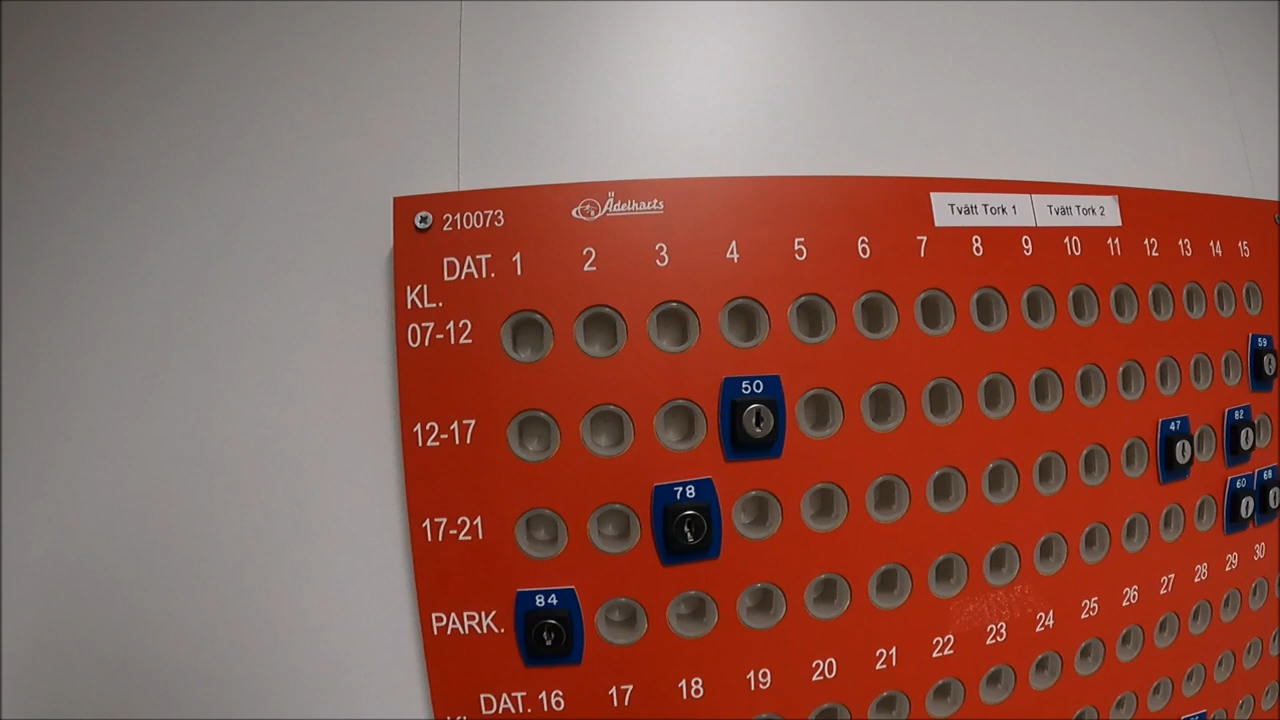 210073
Ädelharts
Tvätt Tork 1
Tvätt Tork 2
DAT. 1 2 3 4 5 6 7 8 9 10 11 12 13 14 15
KL.
07-12
59
12-17
50
47
82
17-21
78
60
68
PARK.
84
DAT. 16 17 18 19 20 21 22 23 24 25 26 27 28 29 30